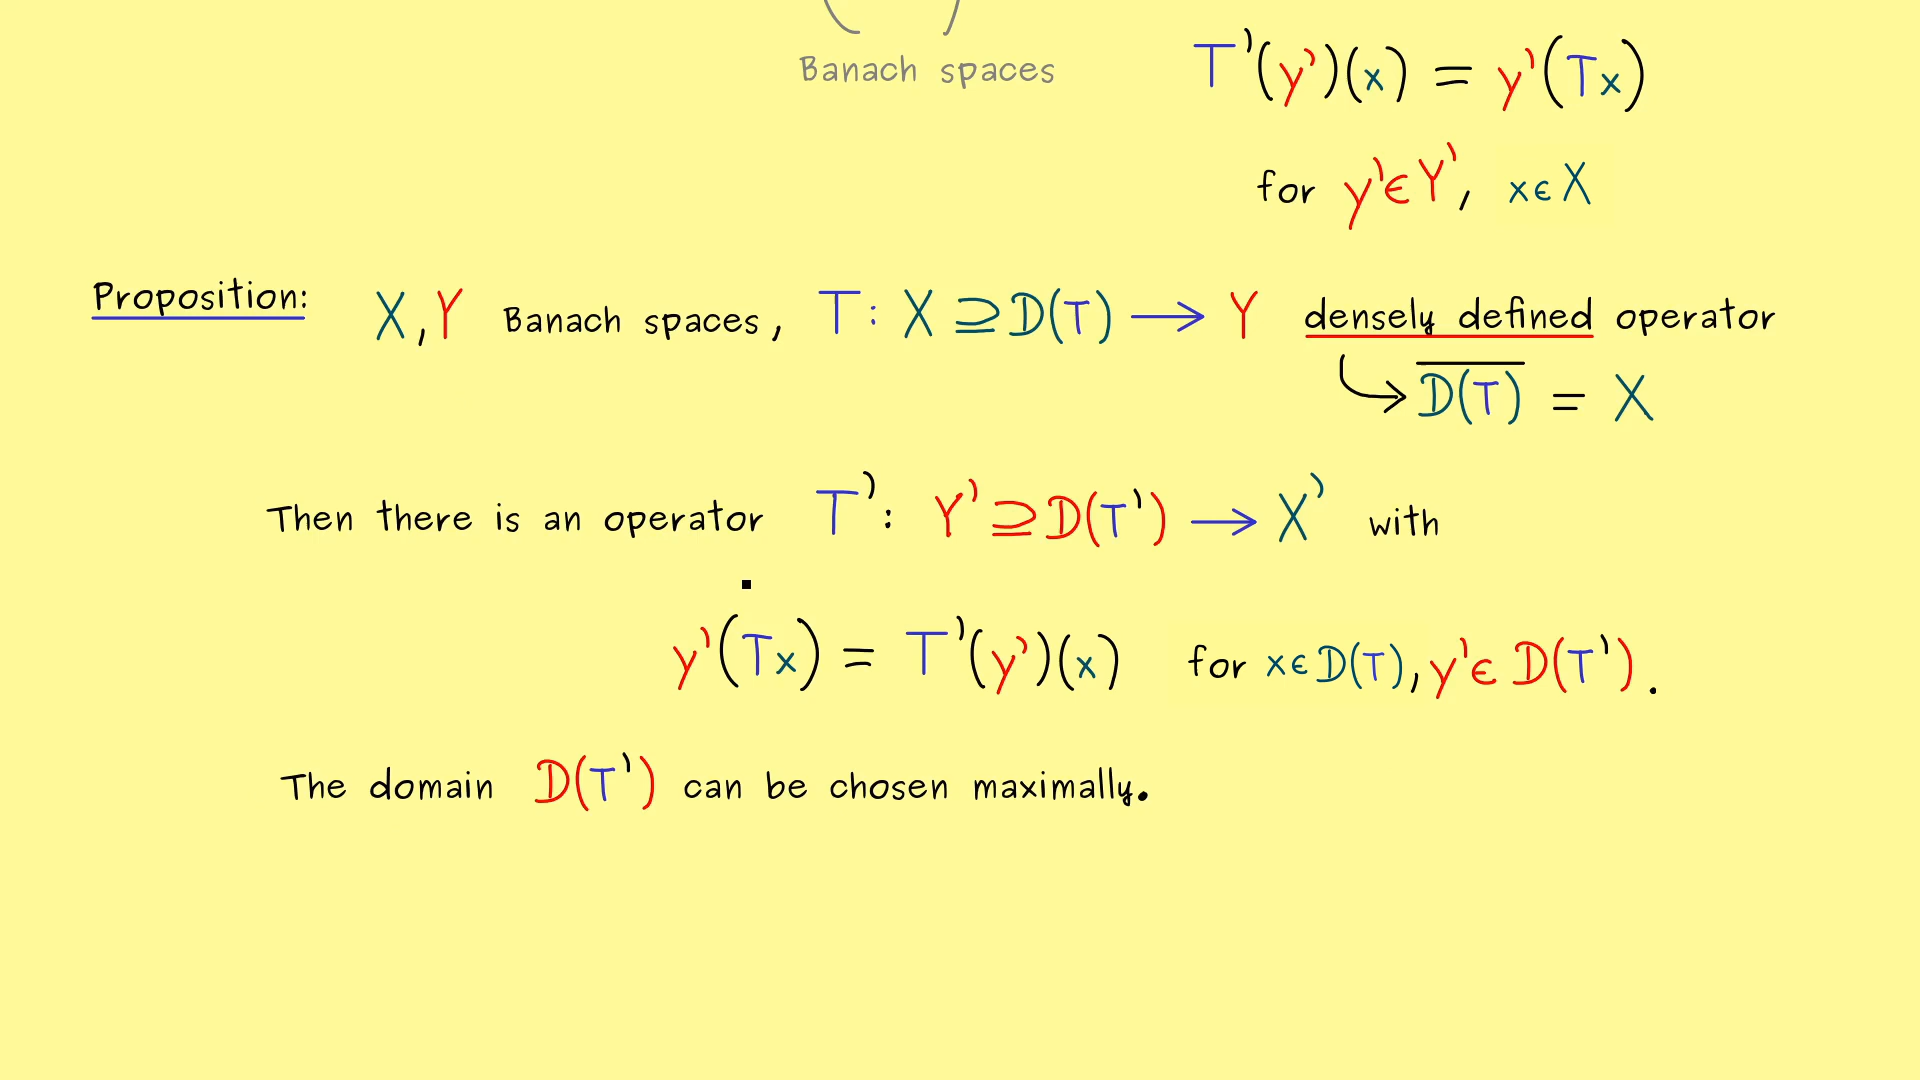 Banach spaces
T'(y')(x) = y'(Tx)
for y'∈Y', x∈X
Proposition: X,Y Banach spaces, T: X ⊇ D(T) ⟶ Y densely defined operator
↳ \overline{D(T)} = X
Then there is an operator T': Y' ⊇ D(T') ⟶ X' with
y'(Tx) = T'(y')(x) for x∈D(T), y'∈ D(T').
The domain D(T') can be chosen maximally.